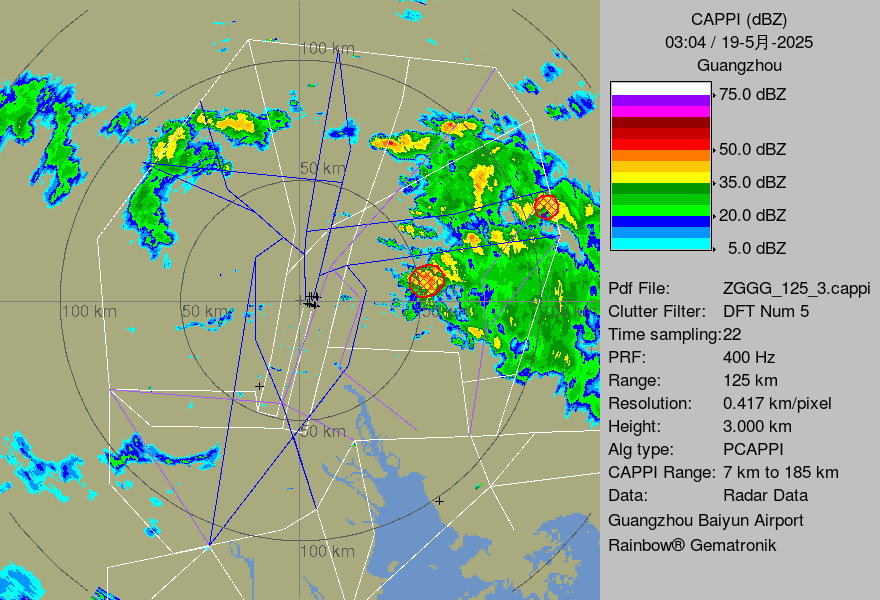 CAPPI (dBZ)
03:04 / 19-5月-2025
Guangzhou
75.0 dBZ
50.0 dBZ
35.0 dBZ
20.0 dBZ
5.0 dBZ
Pdf File: ZGGG_125_3.cappi
Clutter Filter: DFT Num 5
Time sampling:22
PRF: 400 Hz
Range: 125 km
Resolution: 0.417 km/pixel
Height: 3.000 km
Alg type: PCAPPI
CAPPI Range: 7 km to 185 km
Data: Radar Data
Guangzhou Baiyun Airport
Rainbow® Gematronik
100 km
50 km
100 km
50 km
50 km
100 km